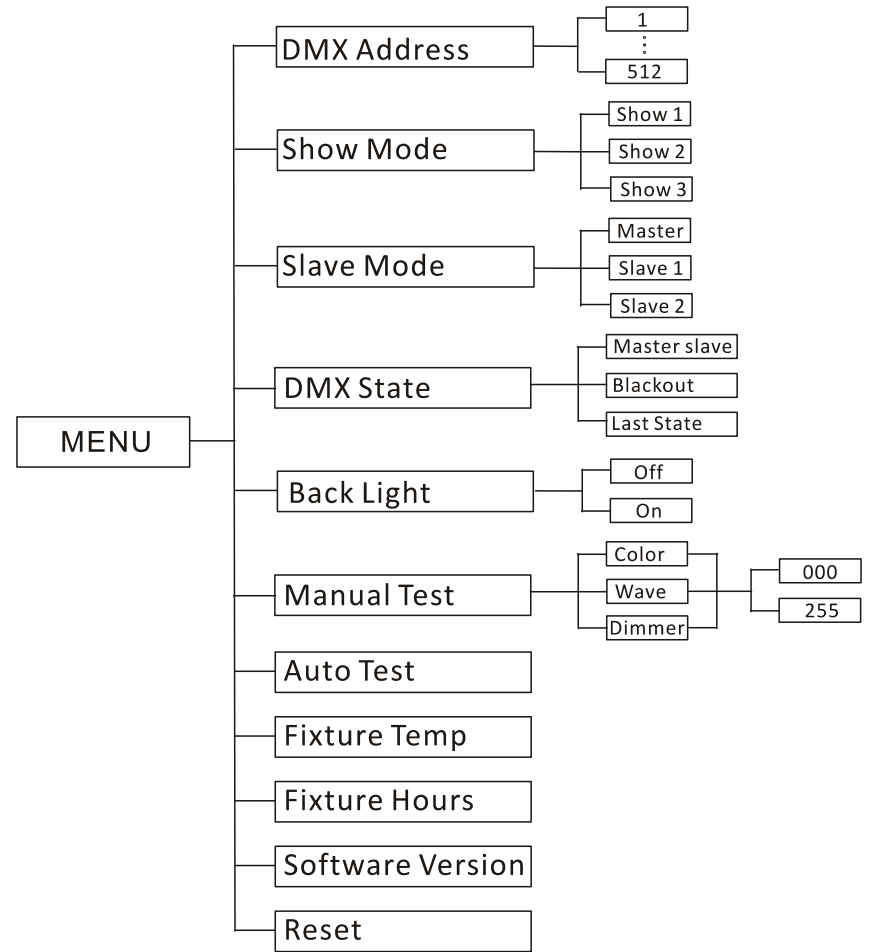 MENU
DMX Address
1
512
Show Mode
Show 1
Show 2
Show 3
Slave Mode
Master
Slave 1
Slave 2
DMX State
Master slave
Blackout
Last State
Back Light
Off
On
Manual Test
Color
Wave
Dimmer
000
255
Auto Test
Fixture Temp
Fixture Hours
Software Version
Reset